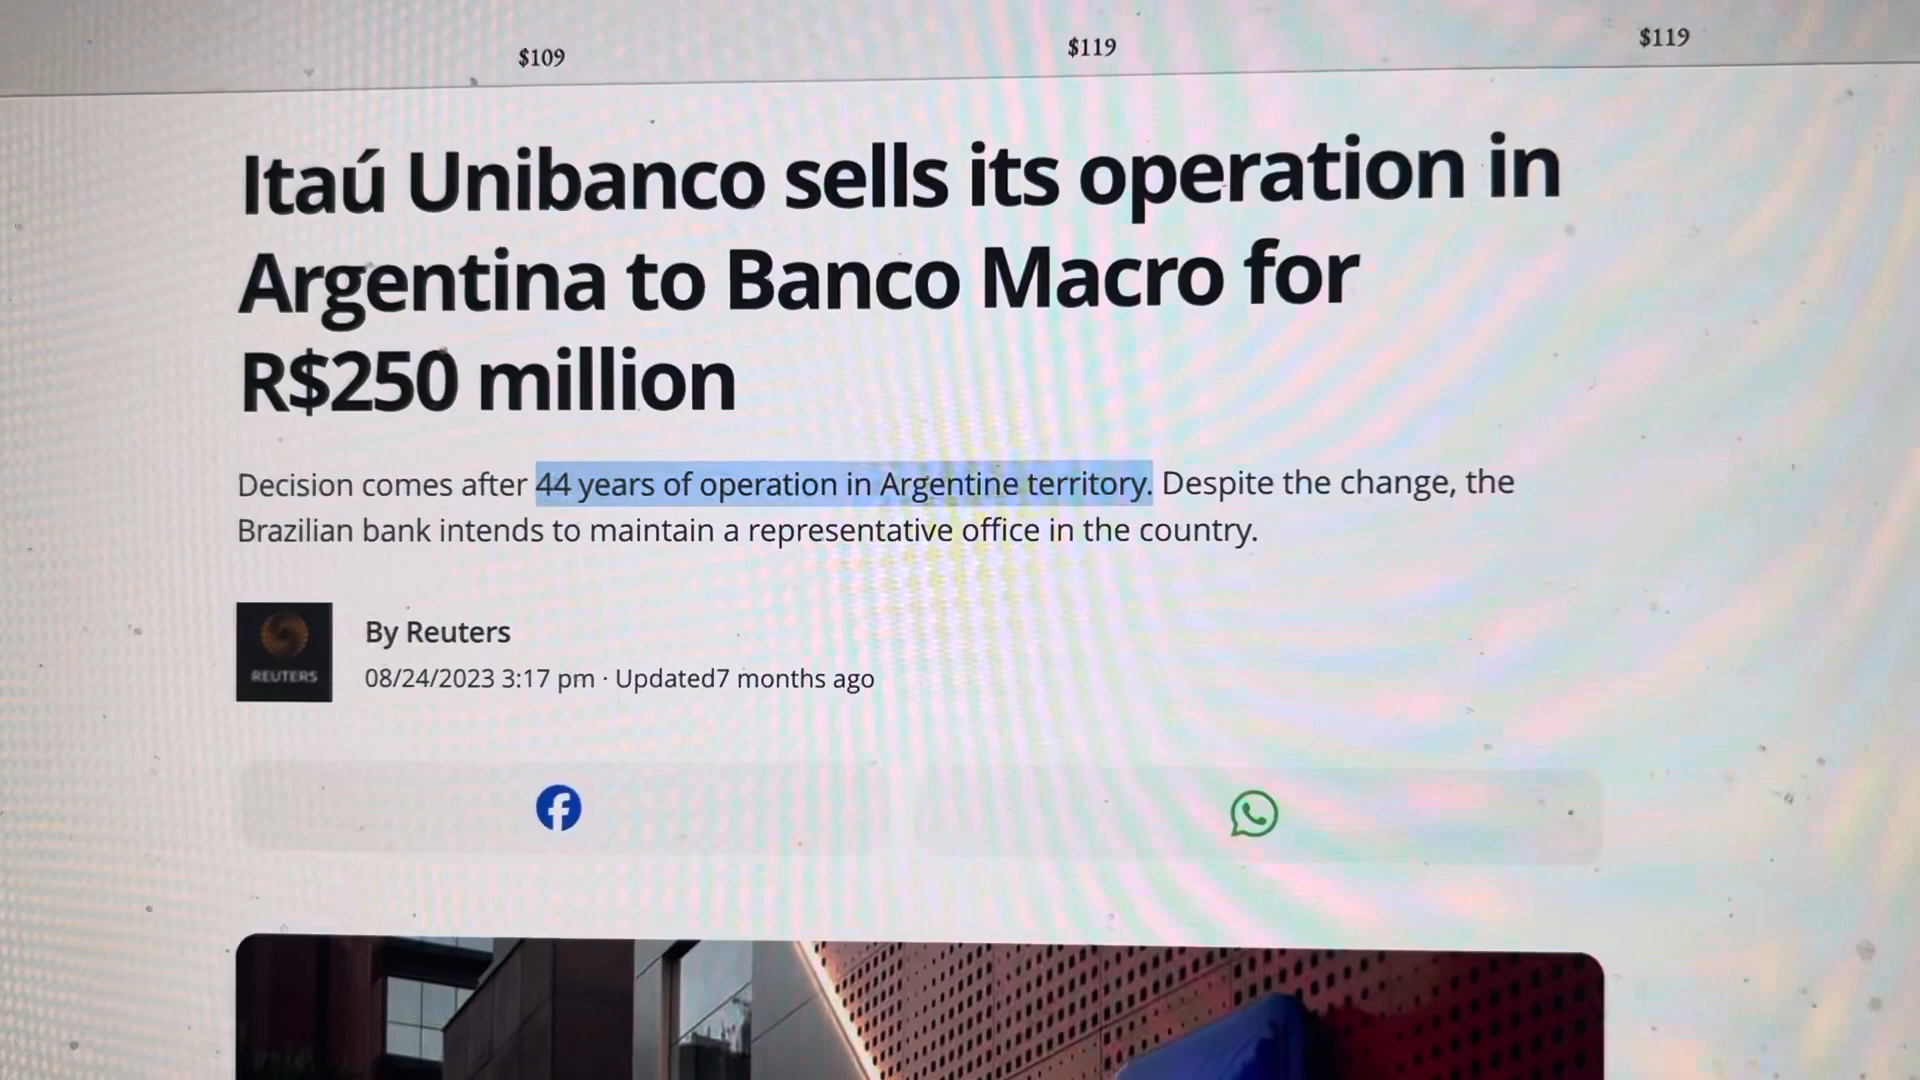 $109 $119 $119
Itaú Unibanco sells its operation in
Argentina to Banco Macro for
R$250 million
Decision comes after 44 years of operation in Argentine territory. Despite the change, the
Brazilian bank intends to maintain a representative office in the country.
REUTERS
By Reuters
08/24/2023 3:17 pm · Updated7 months ago